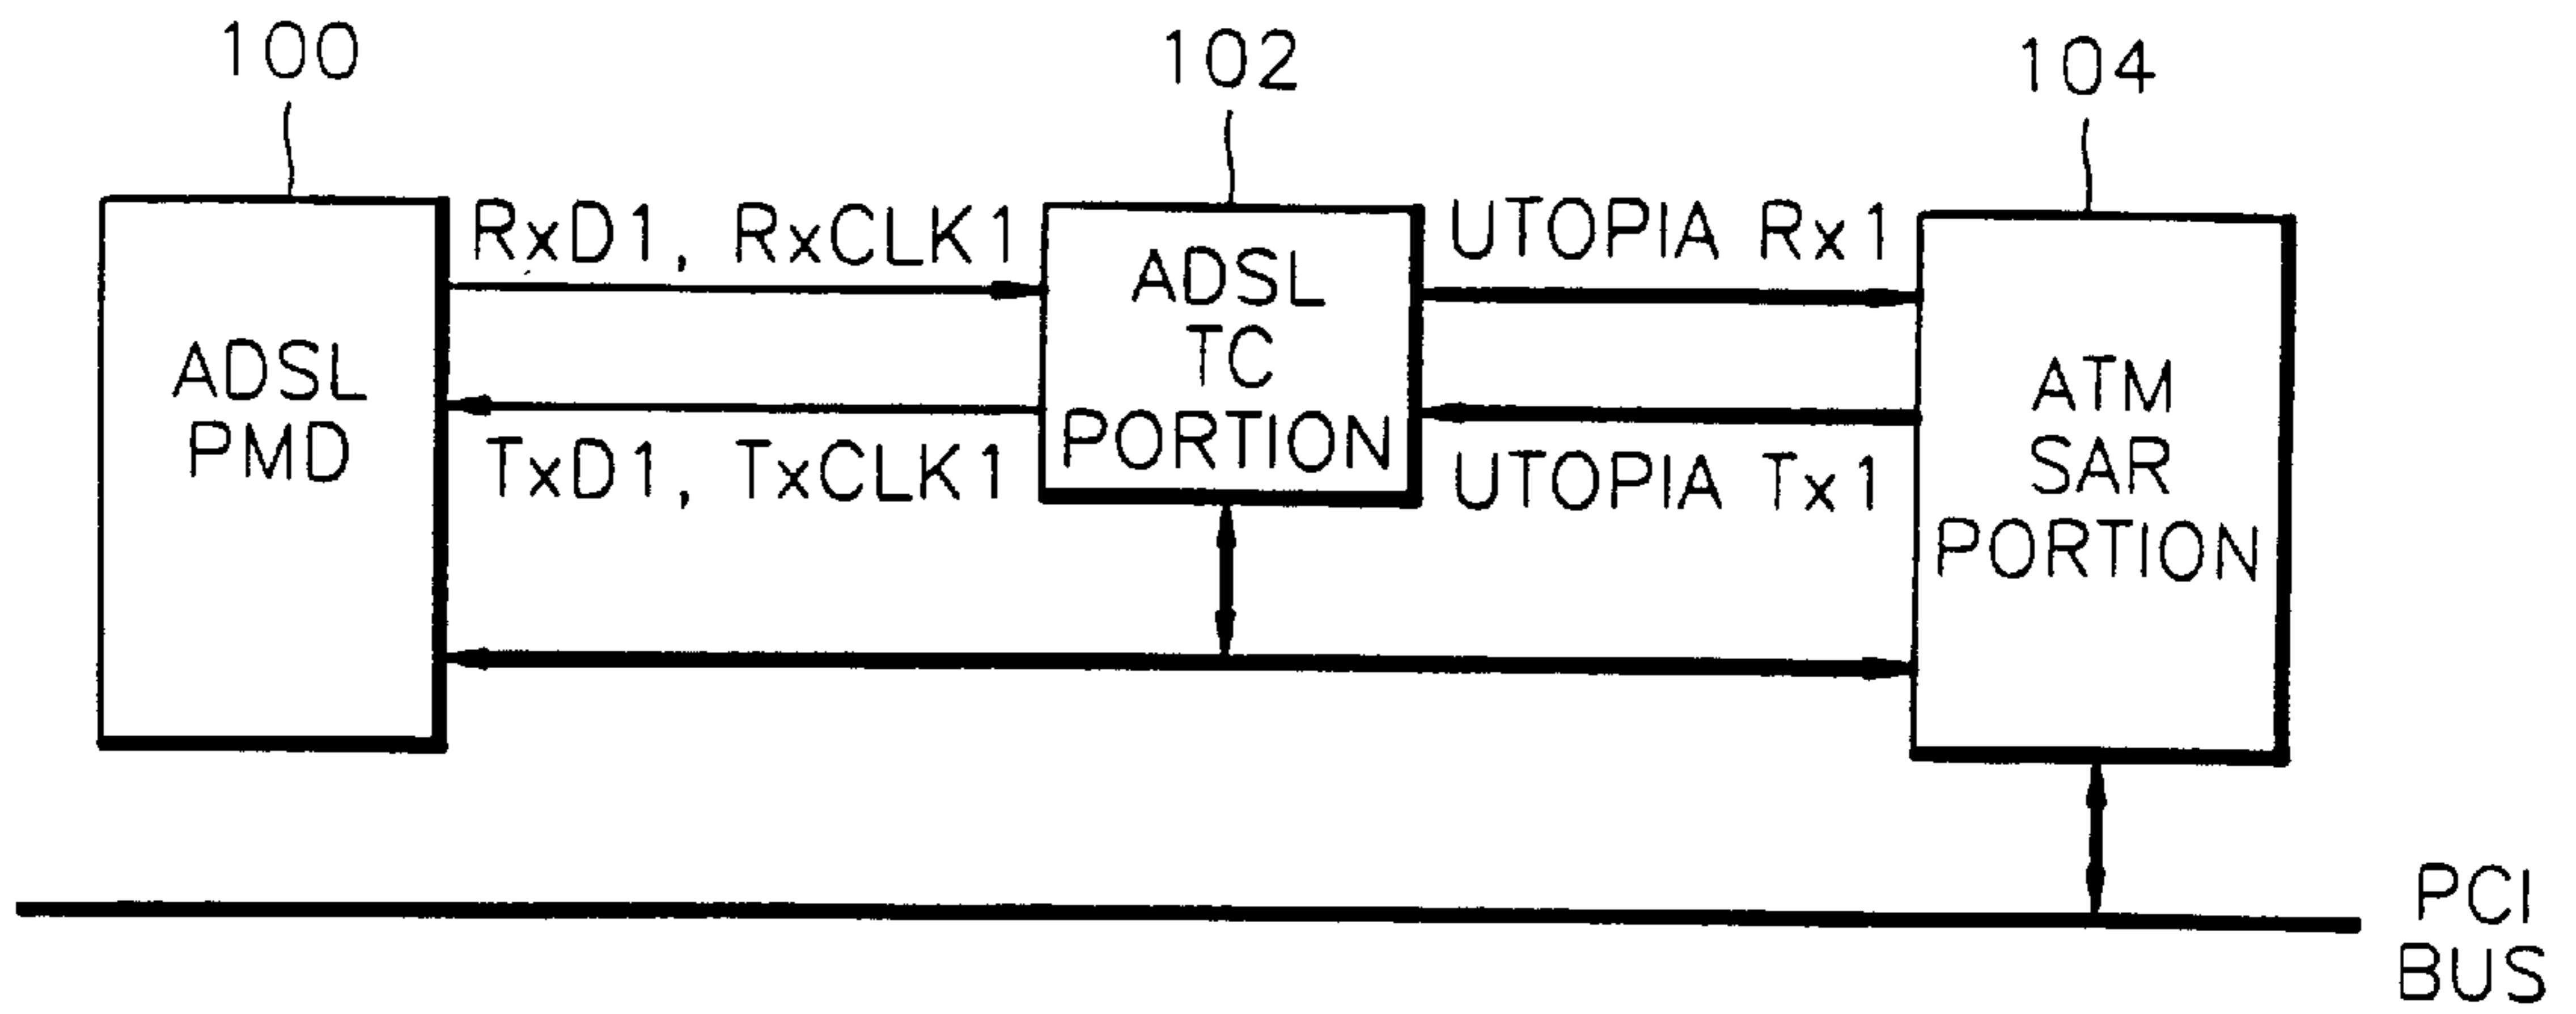 100
102
104
RxD1, RxCLK1
UTOPIA Rx1
ADSL
PMD
ADSL
TC
PORTION
ATM
SAR
PORTION
TxD1, TxCLK1
UTOPIA Tx1
PCI
BUS